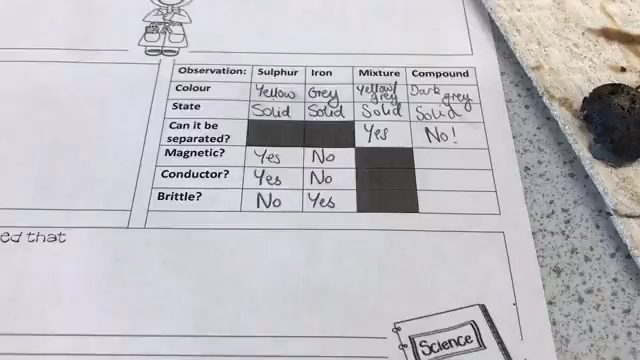 Observation: Sulphur Iron Mixture Compound
Colour Yellow Grey Yellow/ grey Dark grey
State Solid Solid Solid Solid
Can it be separated? Yes No!
Magnetic? Yes No
Conductor? Yes No
Brittle? No Yes
ed that
Science